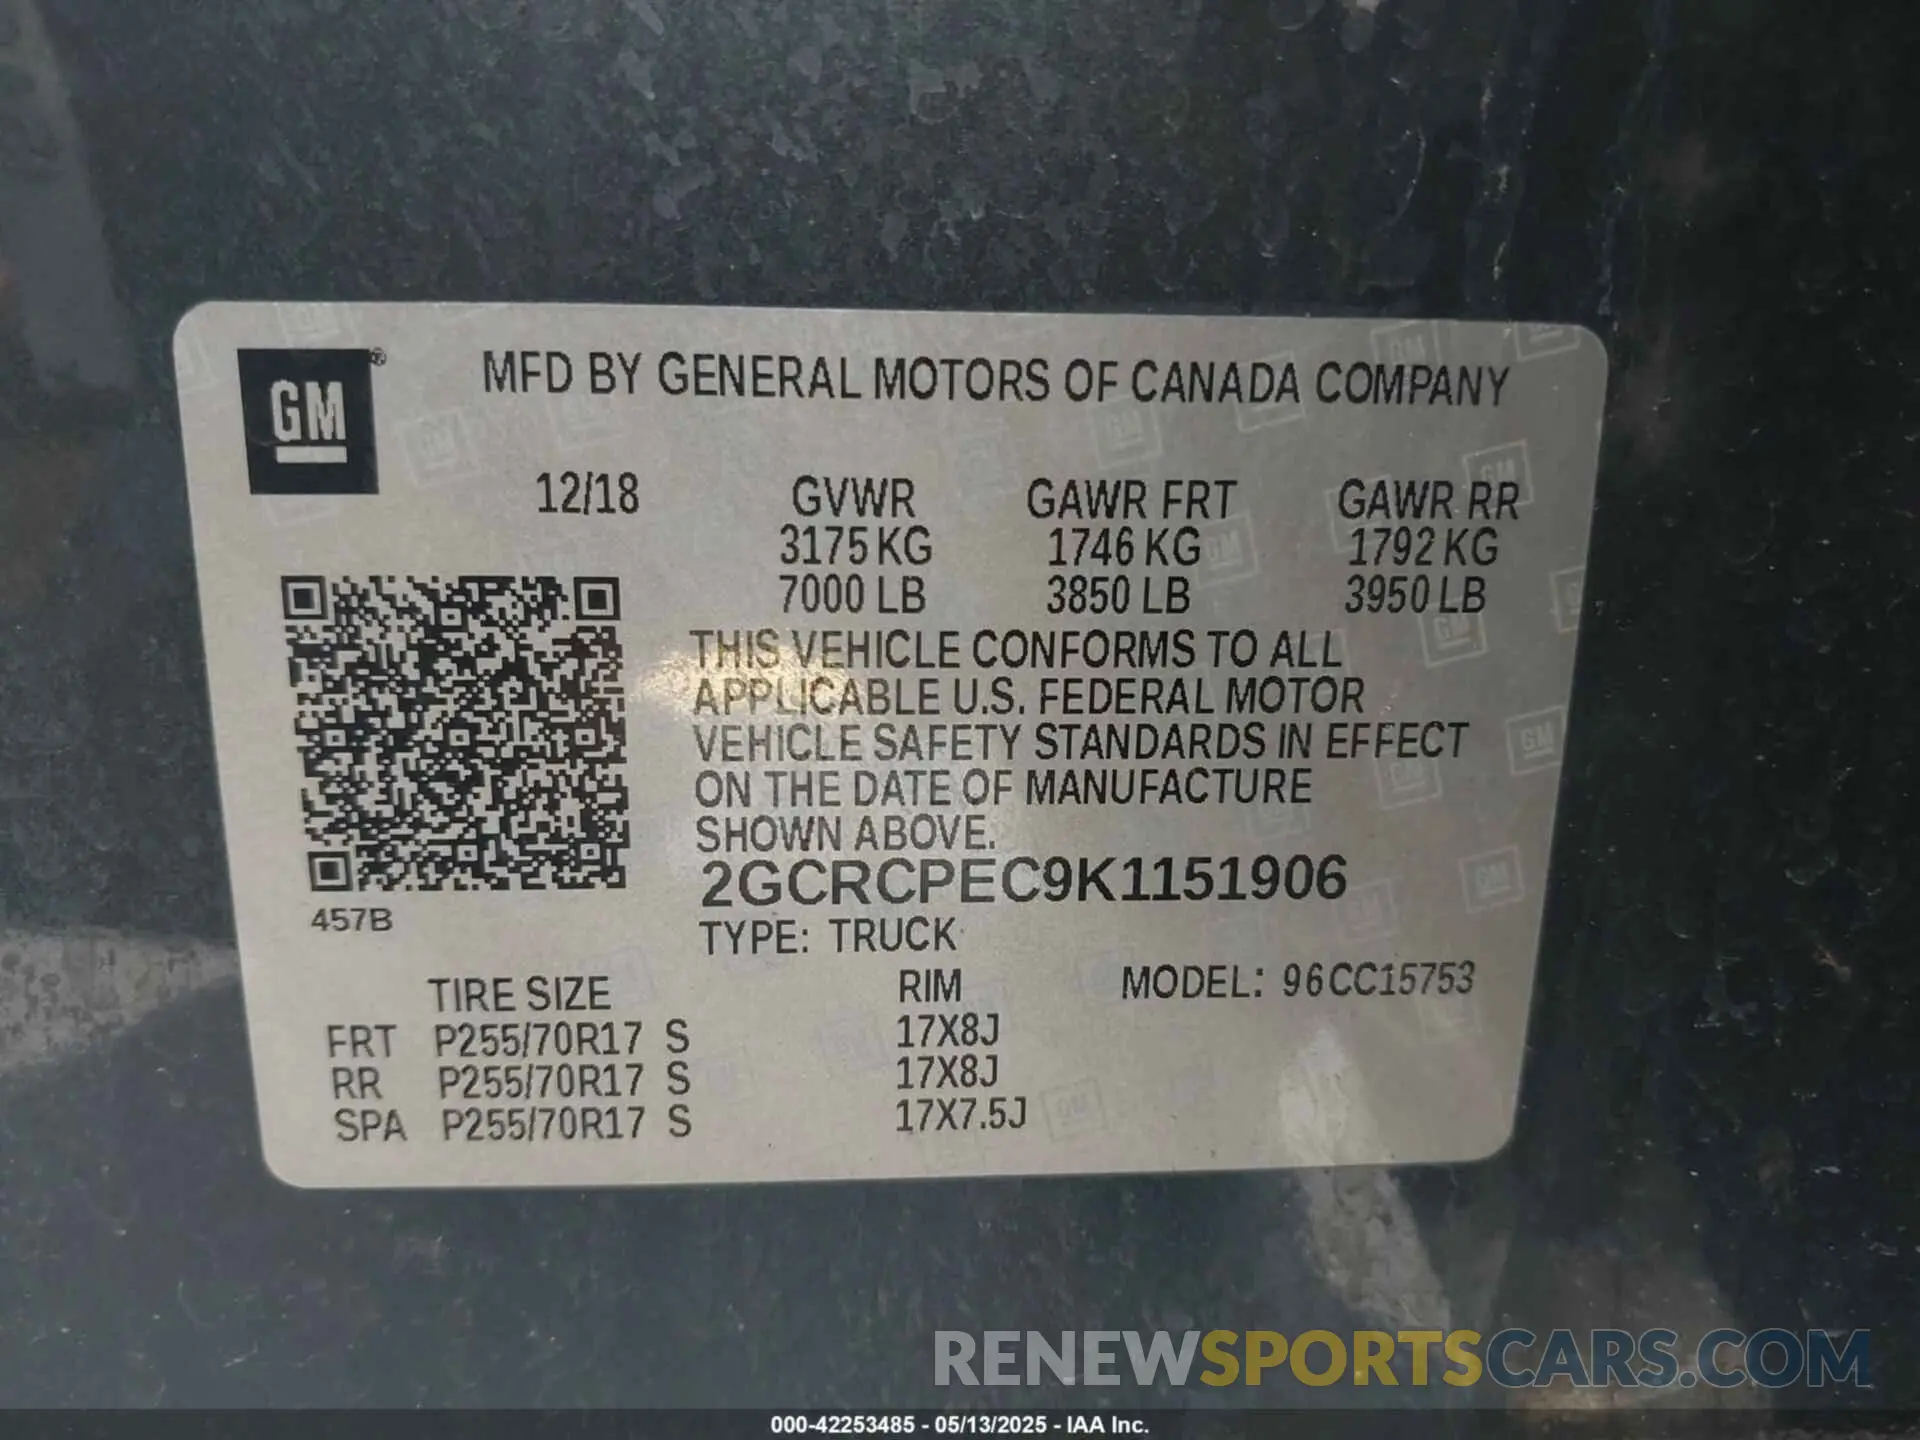 GM ®
MFD BY GENERAL MOTORS OF CANADA COMPANY
12/18 GVWR GAWR FRT GAWR RR
3175 KG 1746 KG 1792 KG
7000 LB 3850 LB 3950 LB
THIS VEHICLE CONFORMS TO ALL
APPLICABLE U.S. FEDERAL MOTOR
VEHICLE SAFETY STANDARDS IN EFFECT
ON THE DATE OF MANUFACTURE
SHOWN ABOVE.
2GCRCPEC9K1151906
457B
TYPE: TRUCK
TIRE SIZE RIM MODEL: 96CC15753
FRT P255/70R17 S 17X8J
RR P255/70R17 S 17X8J
SPA P255/70R17 S 17X7.5J
RENEWSPORTSCARS.COM
000-42253485 - 05/13/2025 - IAA Inc.